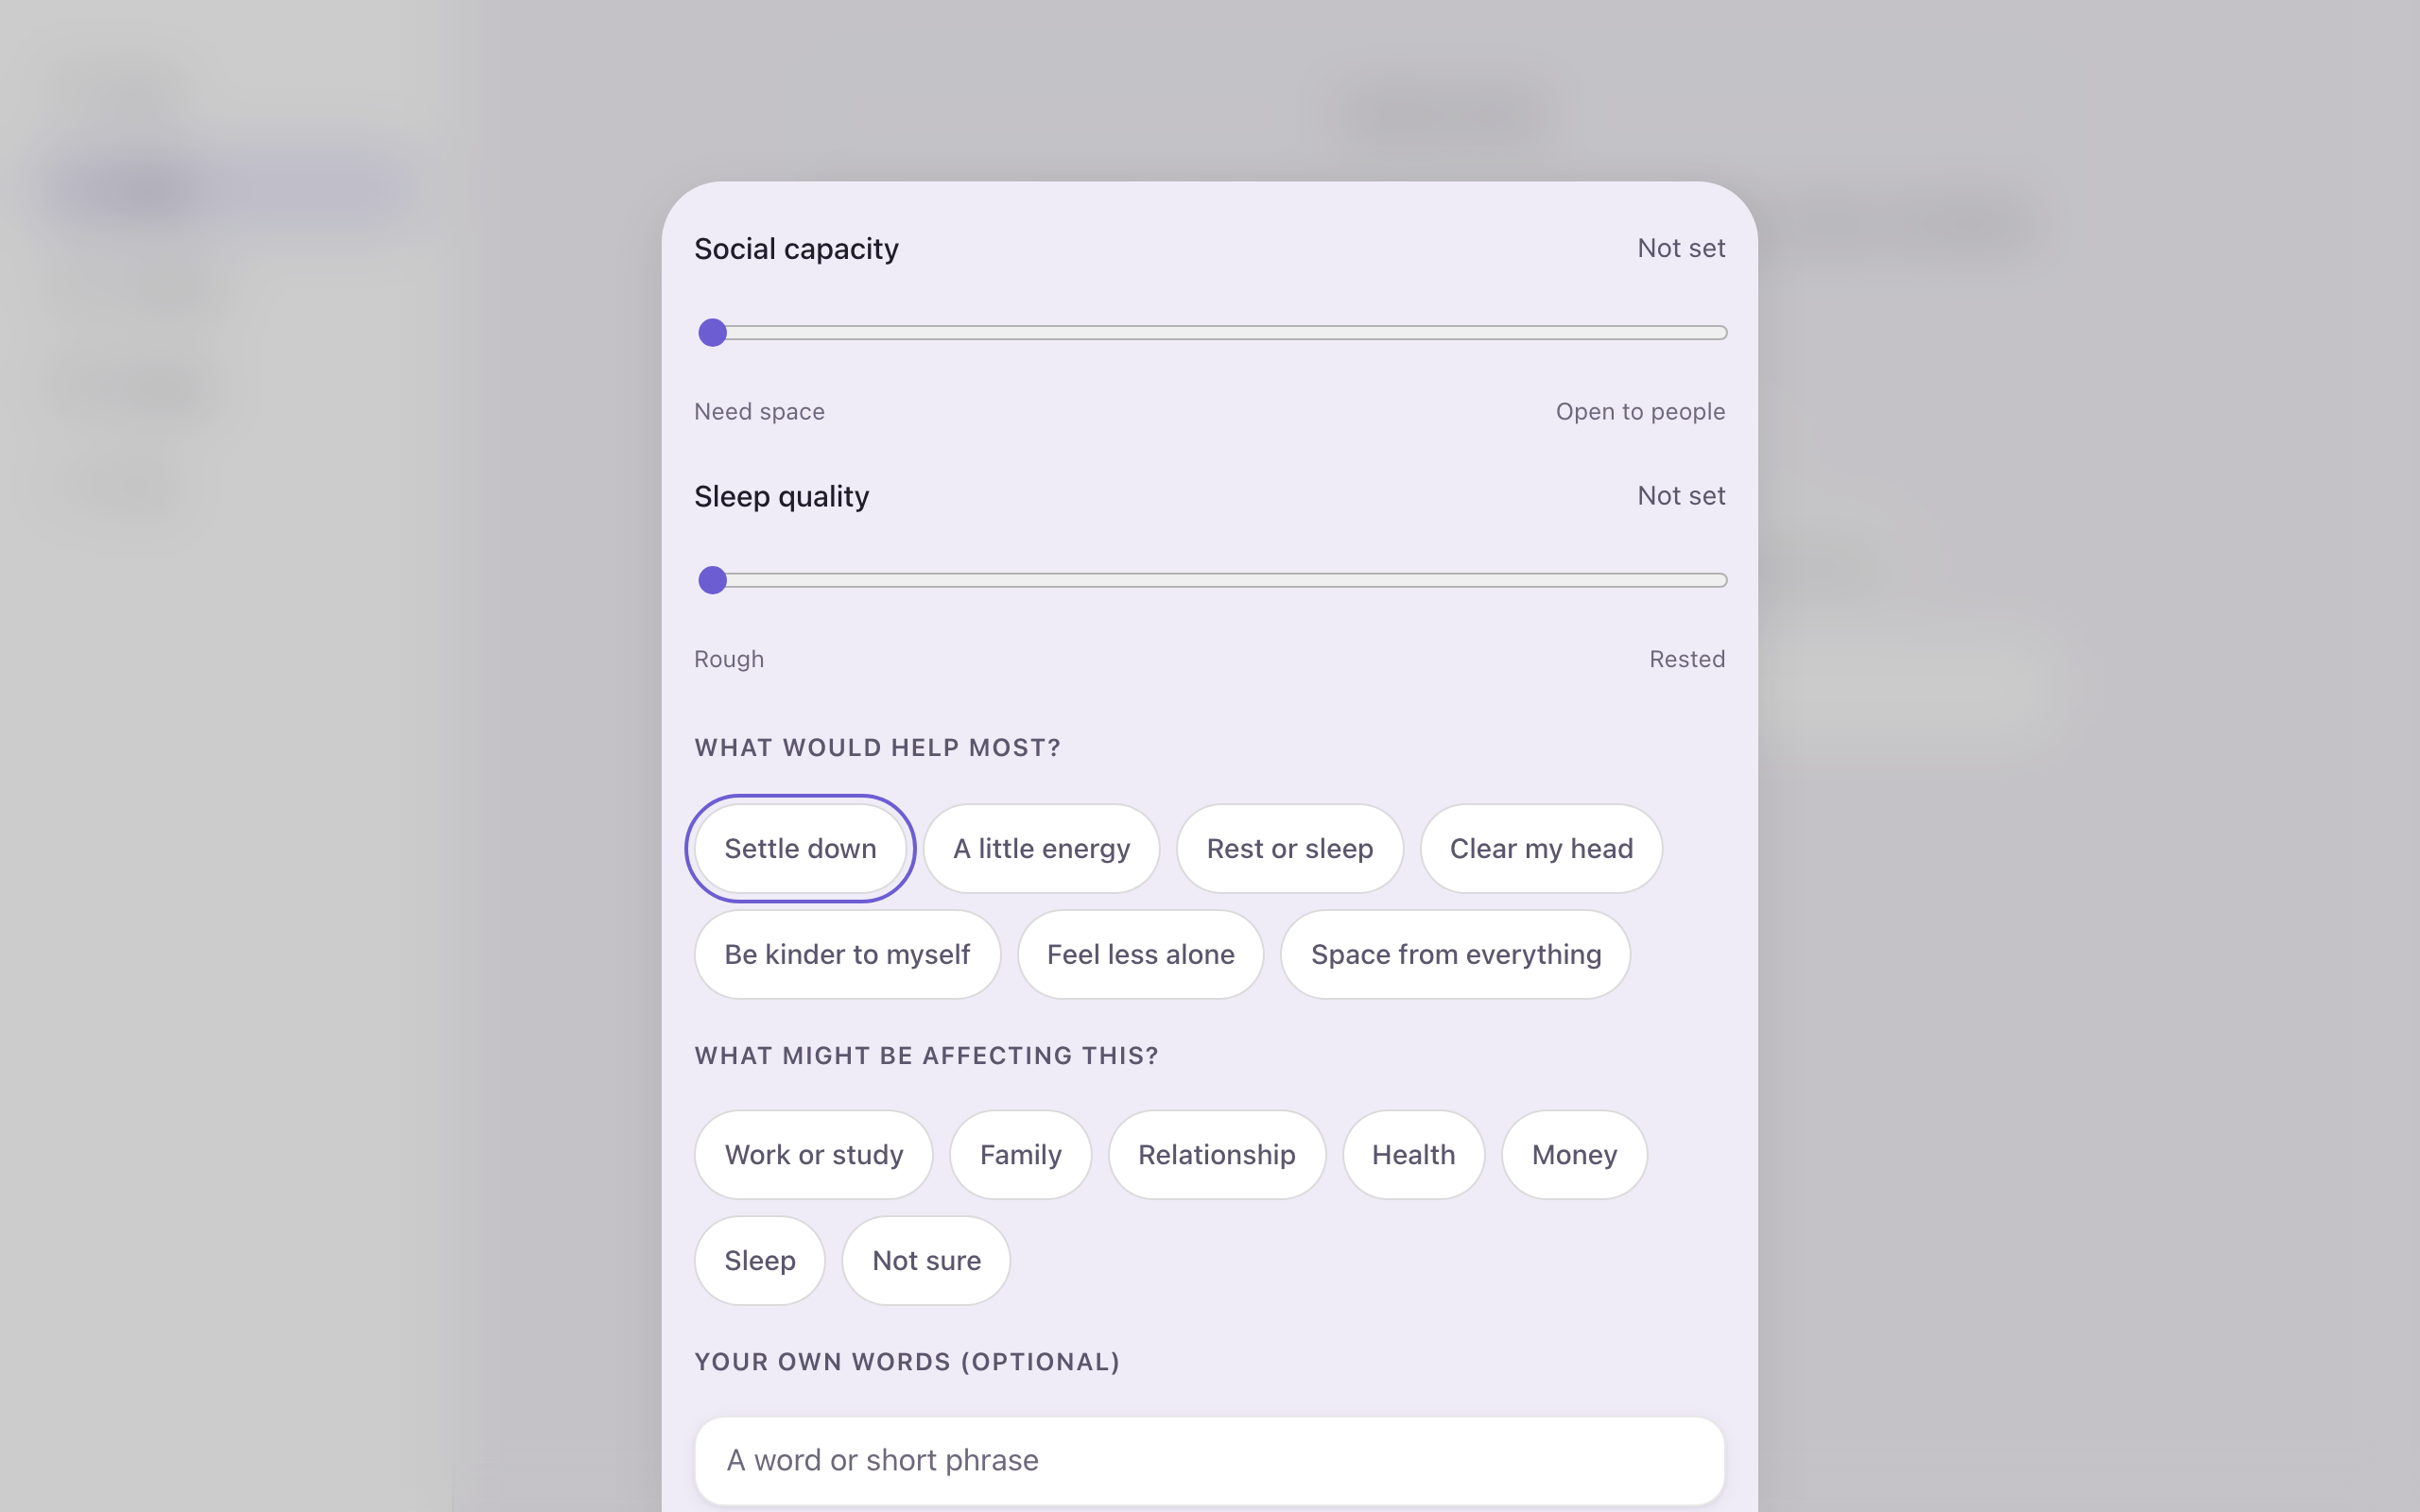 Social capacity Not set
Need space Open to people
Sleep quality Not set
Rough Rested
WHAT WOULD HELP MOST?
Settle down A little energy Rest or sleep Clear my head
Be kinder to myself Feel less alone Space from everything
WHAT MIGHT BE AFFECTING THIS?
Work or study Family Relationship Health Money
Sleep Not sure
YOUR OWN WORDS (OPTIONAL)
A word or short phrase